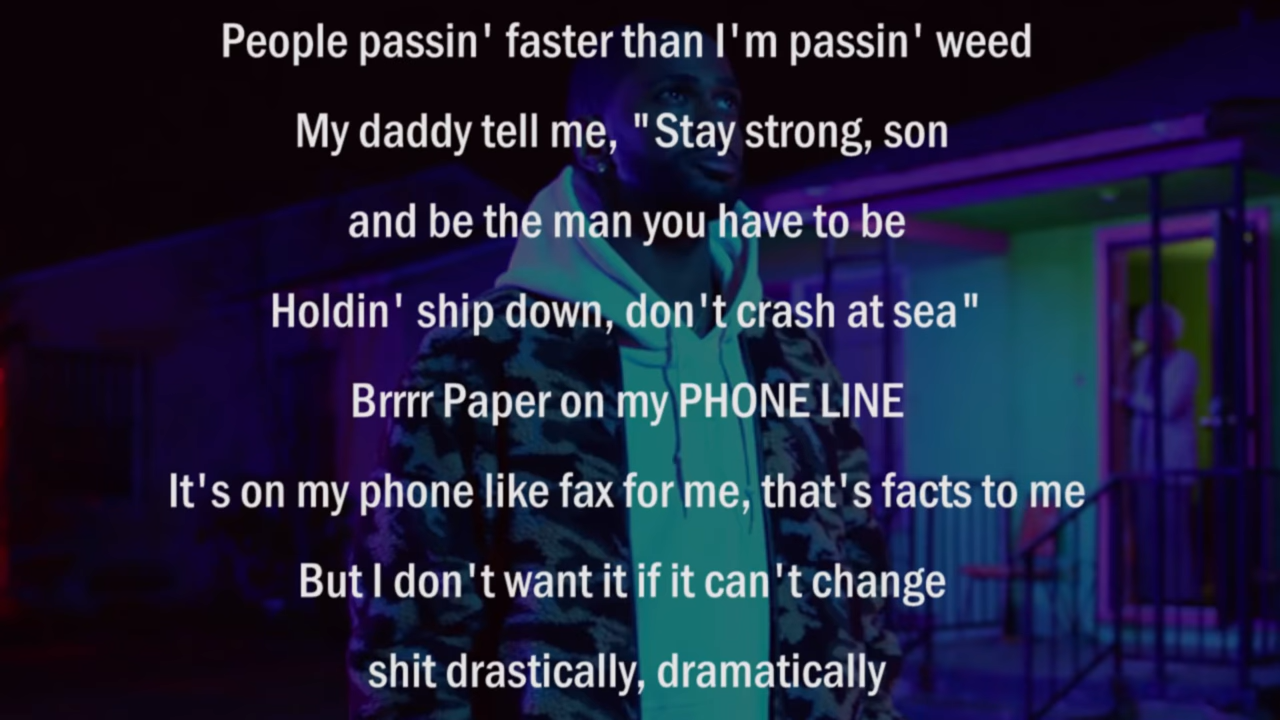 People passin' faster than I'm passin' weed
My daddy tell me, "Stay strong, son
and be the man you have to be
Holdin' ship down, don't crash at sea"
Brrrr Paper on my PHONE LINE
It's on my phone like fax for me, that's facts to me
But I don't want it if it can't change
shit drastically, dramatically